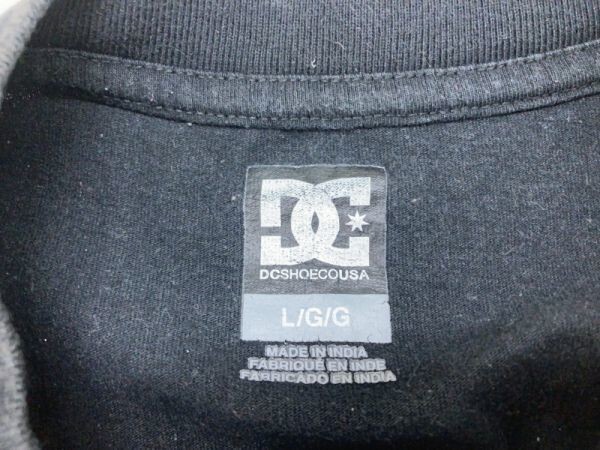 DC
DCSHOECOUSA
L/G/G
MADE IN INDIA
FABRIQUE EN INDE
FABRICADO EN INDIA